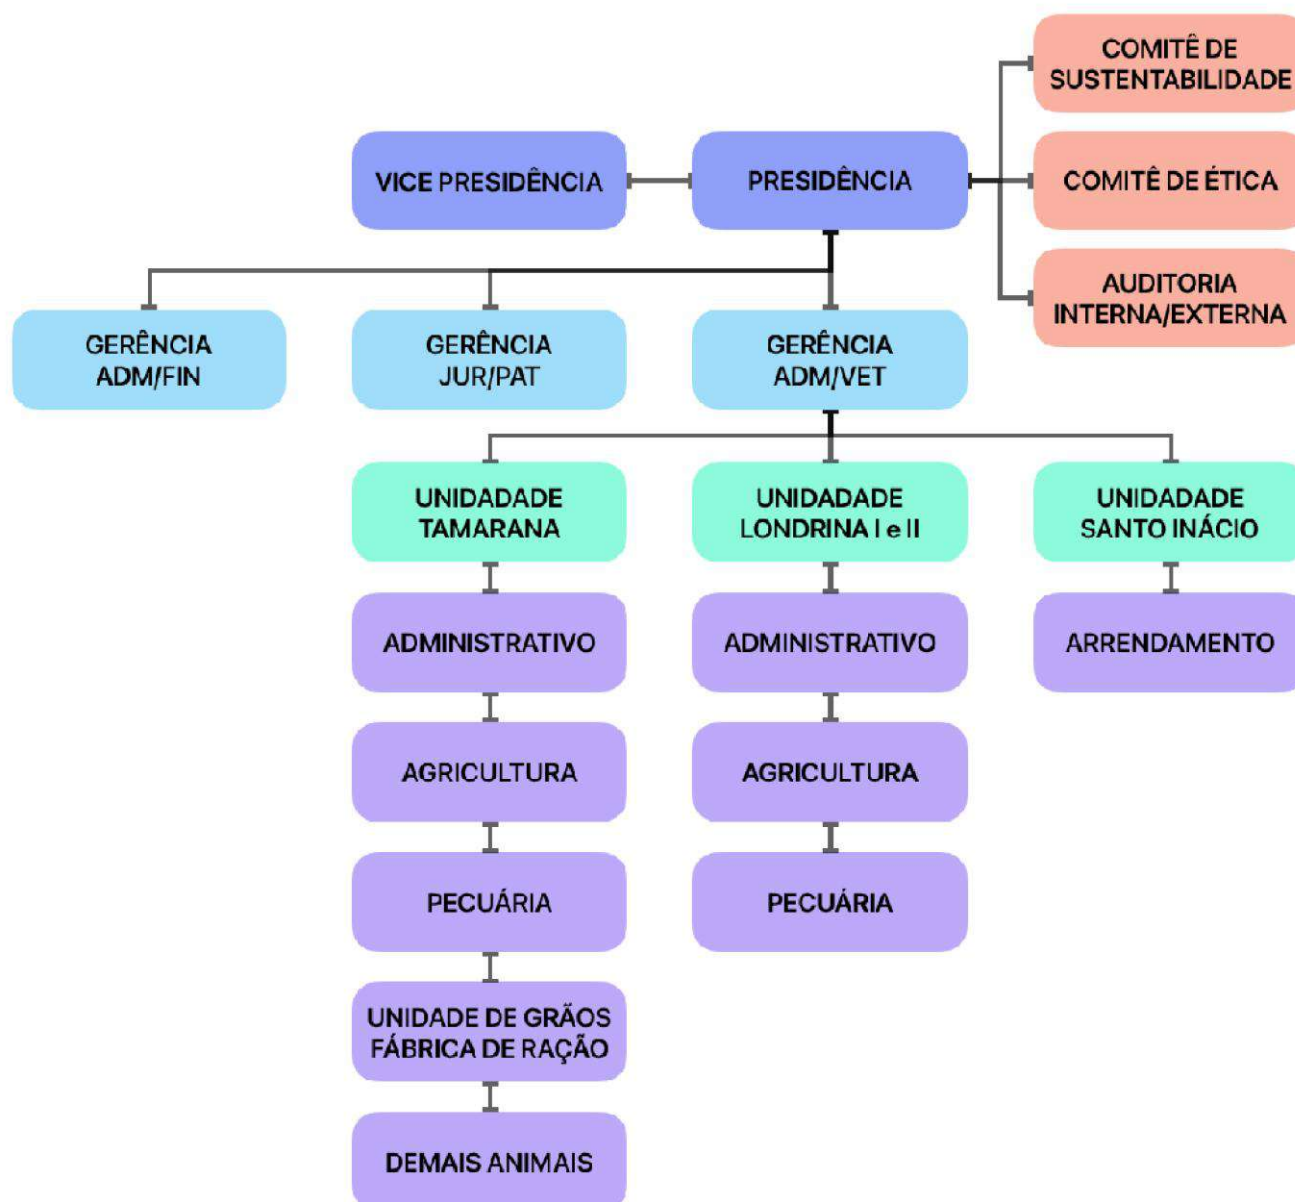 COMITÊ DE
SUSTENTABILIDADE
VICE PRESIDÊNCIA
PRESIDÊNCIA
COMITÊ DE ÉTICA
AUDITORIA
INTERNA/EXTERNA
GERÊNCIA
ADM/FIN
GERÊNCIA
JUR/PAT
GERÊNCIA
ADM/VET
UNIDADADE
TAMARANA
UNIDADADE
LONDRINA I e II
UNIDADADE
SANTO INÁCIO
ADMINISTRATIVO
ADMINISTRATIVO
ARRENDAMENTO
AGRICULTURA
AGRICULTURA
PECUÁRIA
PECUÁRIA
UNIDADE DE GRÃOS
FÁBRICA DE RAÇÃO
DEMAIS ANIMAIS